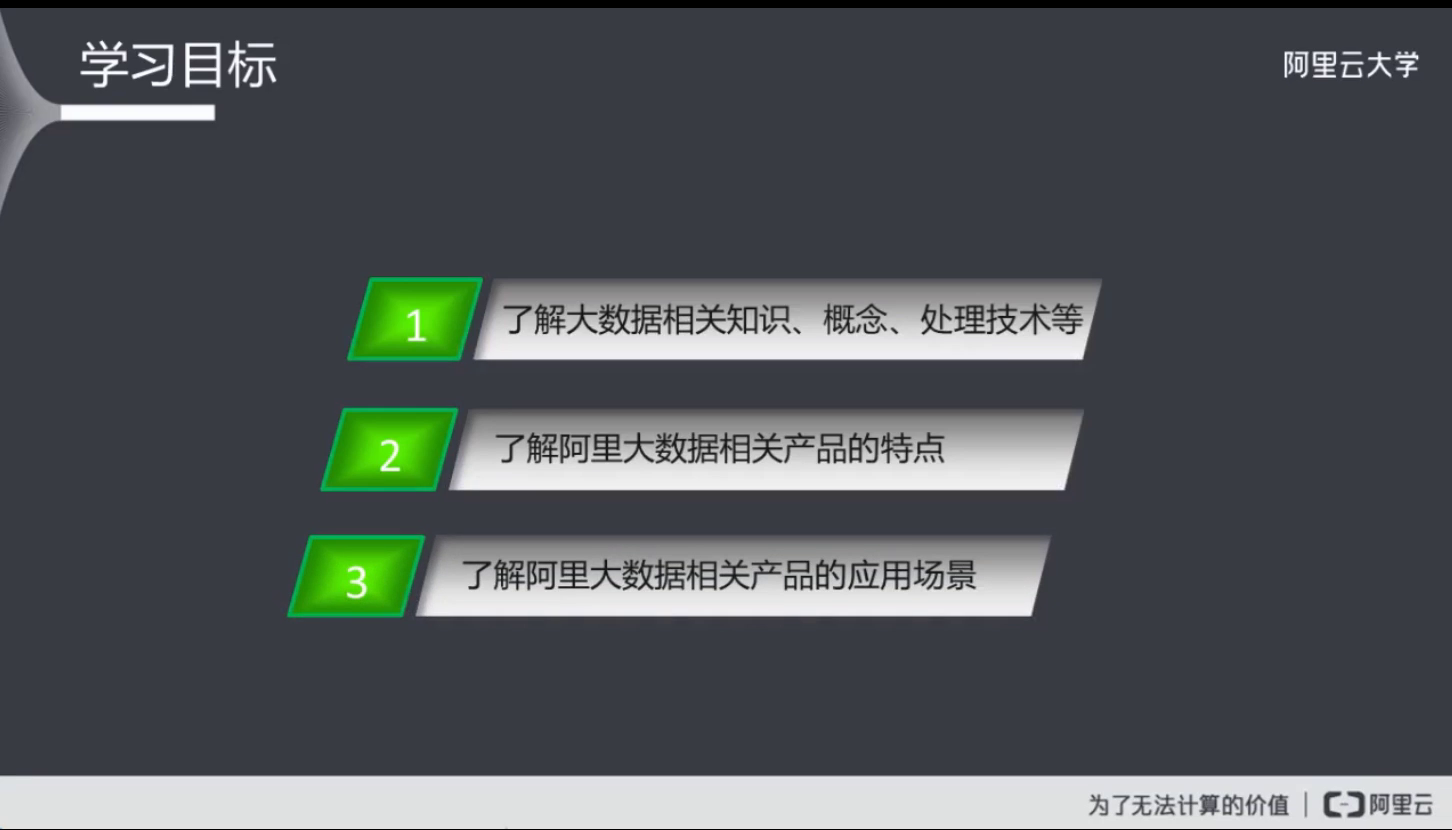 学习目标
阿里云大学
1
了解大数据相关知识、概念、处理技术等
2
了解阿里大数据相关产品的特点
3
了解阿里大数据相关产品的应用场景
为了无法计算的价值 | 阿里云